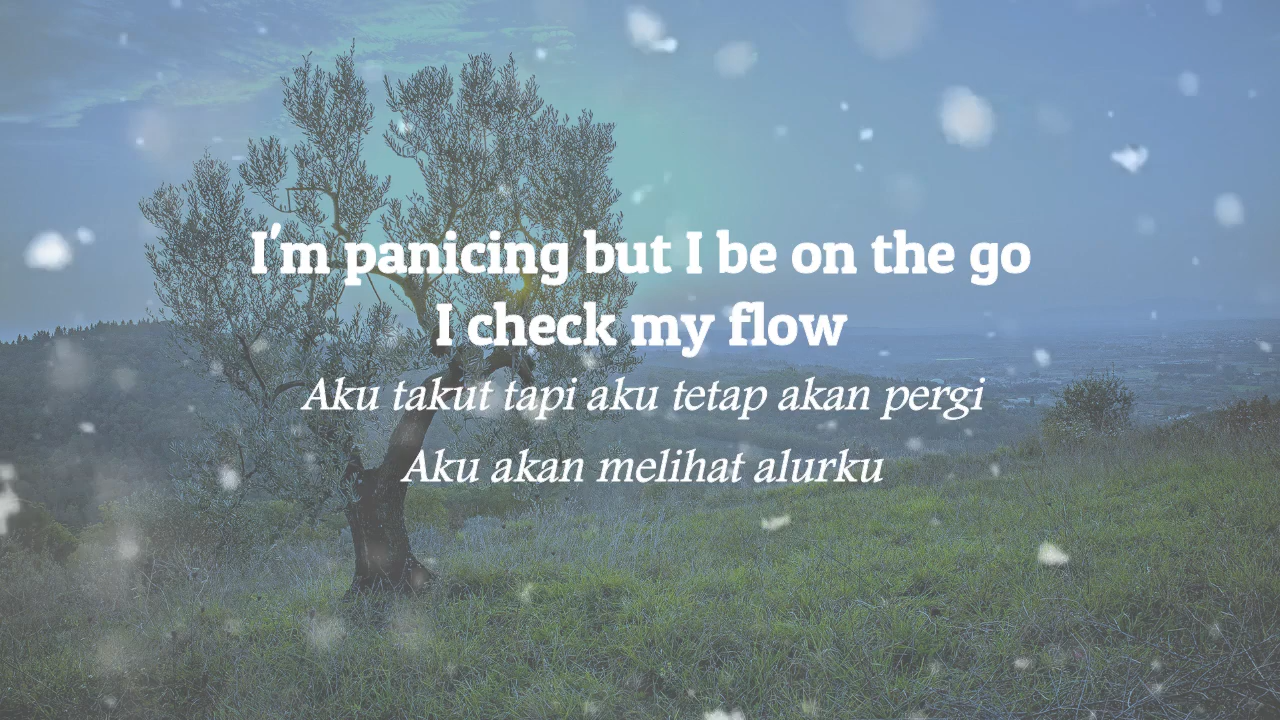 I'm panicing but I be on the go
I check my flow
Aku takut tapi aku tetap akan pergi
Aku akan melihat alurku